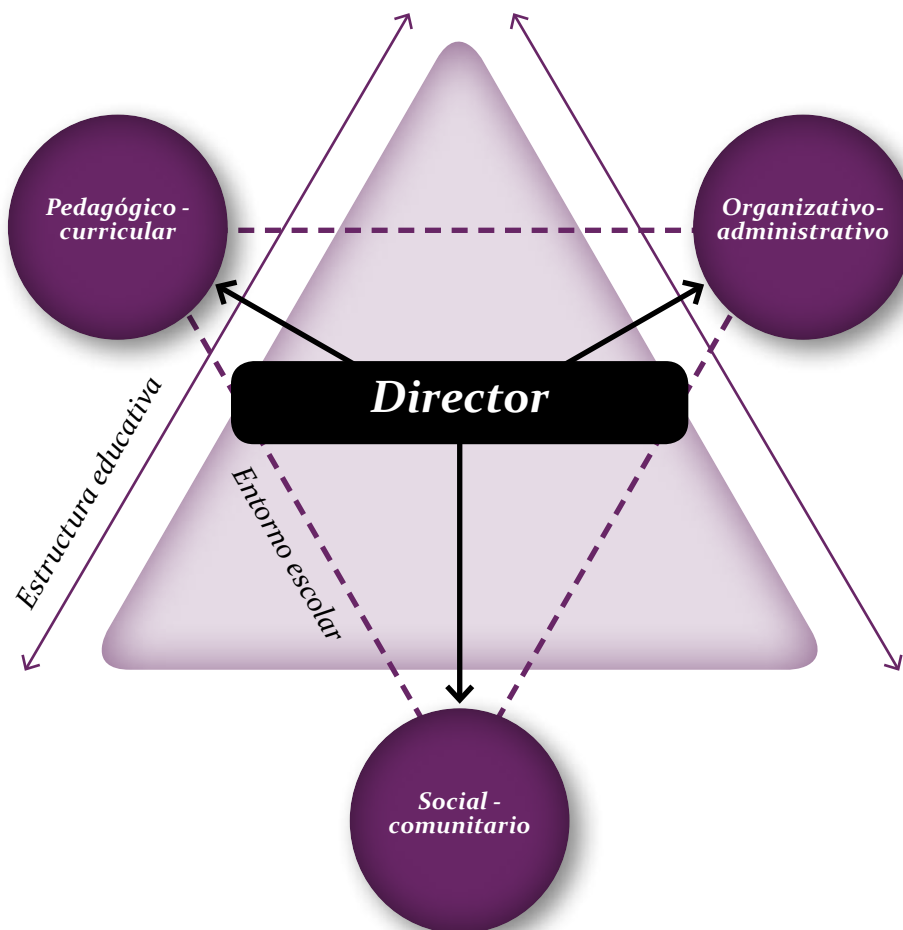 Pedagógico -
curricular
Organizativo-
administrativo
Director
Estructura educativa
Entorno escolar
Social -
comunitario